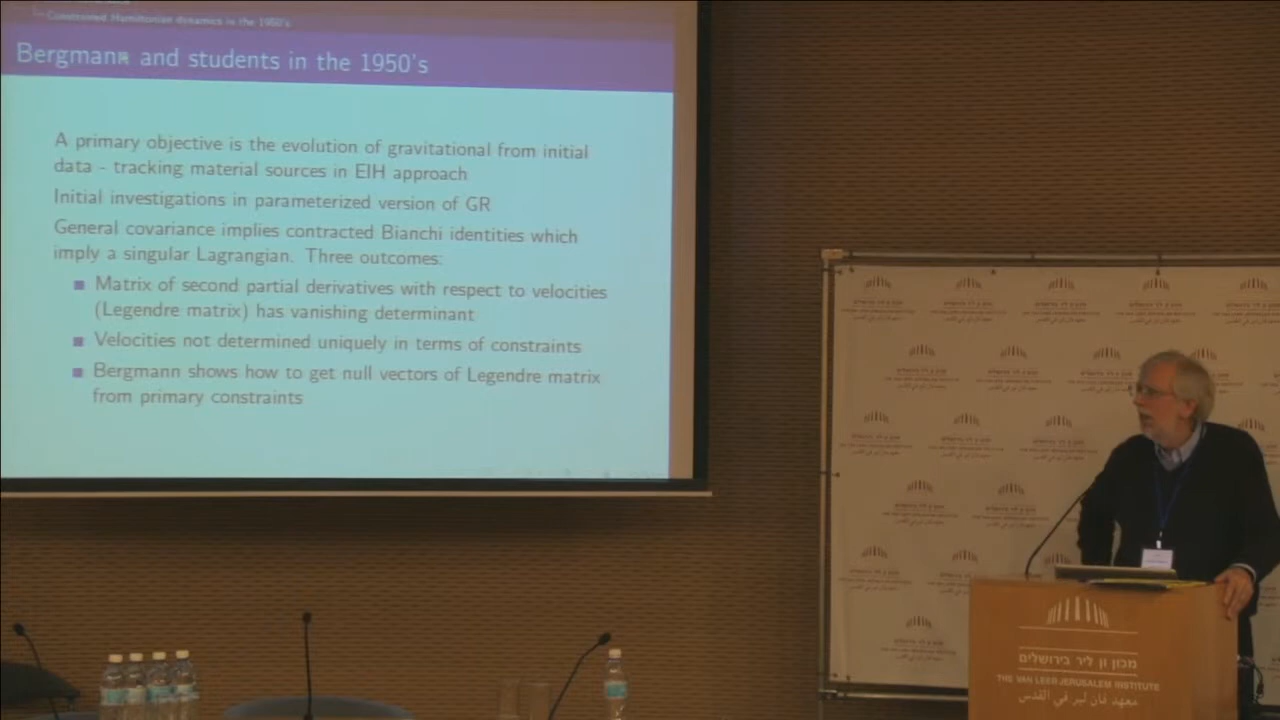 Constrained Hamiltonian dynamics in the 1950's
Bergmann and students in the 1950's
A primary objective is the evolution of gravitational from initial
data - tracking material sources in EIH approach
Initial investigations in parameterized version of GR
General covariance implies contracted Bianchi identities which
imply a singular Lagrangian. Three outcomes:
Matrix of second partial derivatives with respect to velocities
(Legendre matrix) has vanishing determinant
Velocities not determined uniquely in terms of constraints
Bergmann shows how to get null vectors of Legendre matrix
from primary constraints
מכון ון ליר בירושלים
THE VAN LEER JERUSALEM INSTITUTE
معهد فان لير في القدس